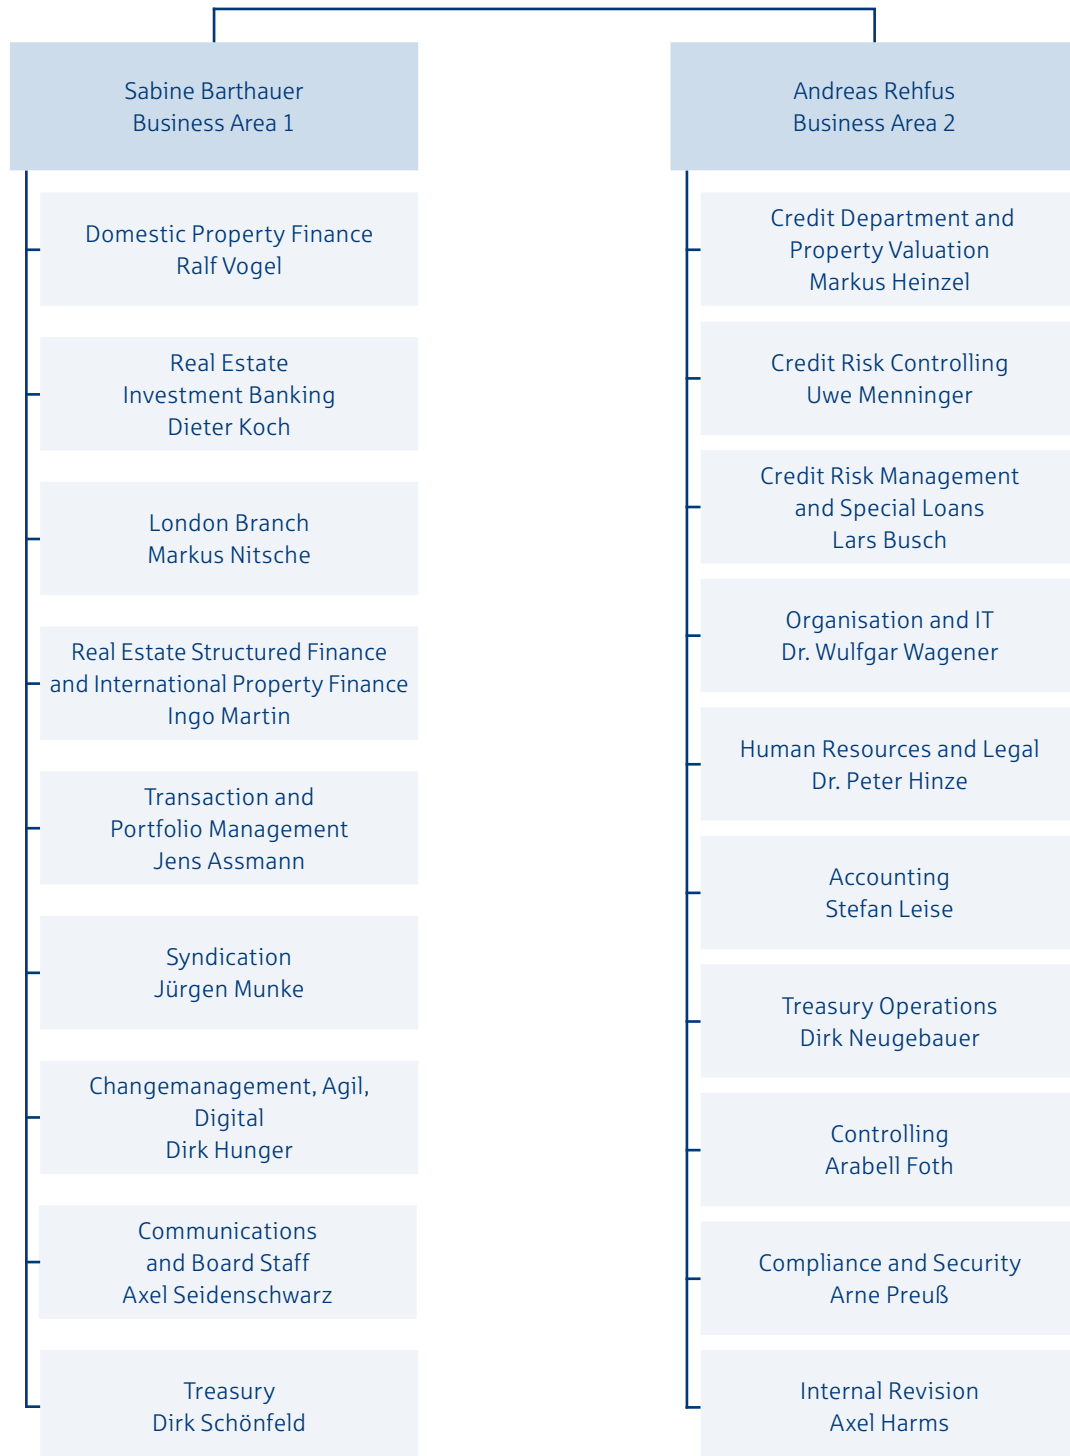 Sabine Barthauer
Business Area 1
Domestic Property Finance
Ralf Vogel
Real Estate
Investment Banking
Dieter Koch
London Branch
Markus Nitsche
Real Estate Structured Finance
and International Property Finance
Ingo Martin
Transaction and
Portfolio Management
Jens Assmann
Syndication
Jürgen Munke
Changemanagement, Agil,
Digital
Dirk Hunger
Communications
and Board Staff
Axel Seidenschwarz
Treasury
Dirk Schönfeld
Andreas Rehfus
Business Area 2
Credit Department and
Property Valuation
Markus Heinzel
Credit Risk Controlling
Uwe Menninger
Credit Risk Management
and Special Loans
Lars Busch
Organisation and IT
Dr. Wulfgar Wagener
Human Resources and Legal
Dr. Peter Hinze
Accounting
Stefan Leise
Treasury Operations
Dirk Neugebauer
Controlling
Arabell Foth
Compliance and Security
Arne Preuß
Internal Revision
Axel Harms